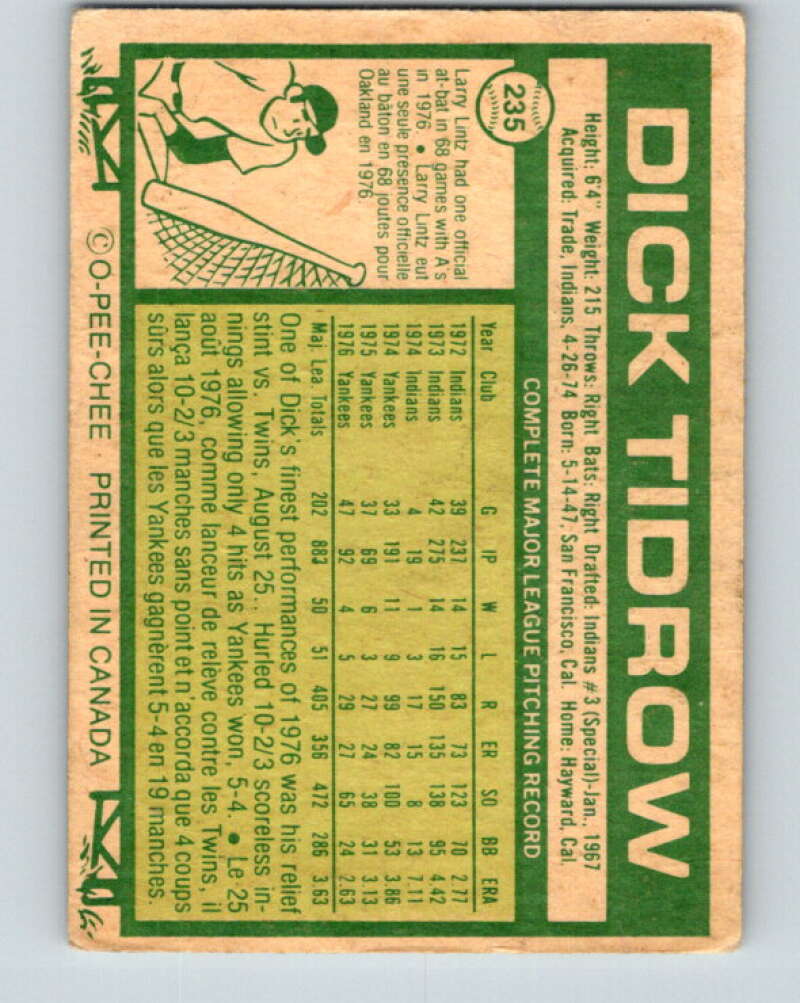 DICK TIDROW
Height: 6'4" Weight: 215 Throws: Right Bats: Right Drafted: Indians #3 (Special)-Jan., 1967
Acquired: Trade, Indians, 4-26-74 Born: 5-14-47, San Francisco, Cal. Home: Hayward, Cal.
235
Larry Lintz had one official
at-bat in 68 games with A's
in 1976. • Larry Lintz eut
une seule présence officielle
au bâton en 68 joutes pour
Oakland en 1976.
COMPLETE MAJOR LEAGUE PITCHING RECORD
Year Club G IP W L R ER SO BB ERA
1972 Indians 39 237 14 15 83 73 123 70 2.77
1973 Indians 42 275 14 16 150 135 138 95 4.42
1974 Indians 4 19 1 3 17 15 8 13 7.11
1974 Yankees 33 191 11 9 99 82 100 53 3.86
1975 Yankees 37 69 6 3 27 24 38 31 3.13
1976 Yankees 47 92 4 5 29 27 65 24 2.63
Maj. Lea. Totals 202 883 50 51 405 356 472 286 3.63
One of Dick's finest performances of 1976 was his relief
stint vs. Twins, August 25.. Hurled 10-2/3 scoreless in-
nings allowing only 4 hits as Yankees won, 5-4. • Le 25
août 1976, comme lanceur de relève contre les Twins, il
lança 10-2/3 manches sans point et n'accorda que 4 coups
sûrs alors que les Yankees gagnèrent 5-4 en 19 manches.
© O-PEE-CHEE · PRINTED IN CANADA